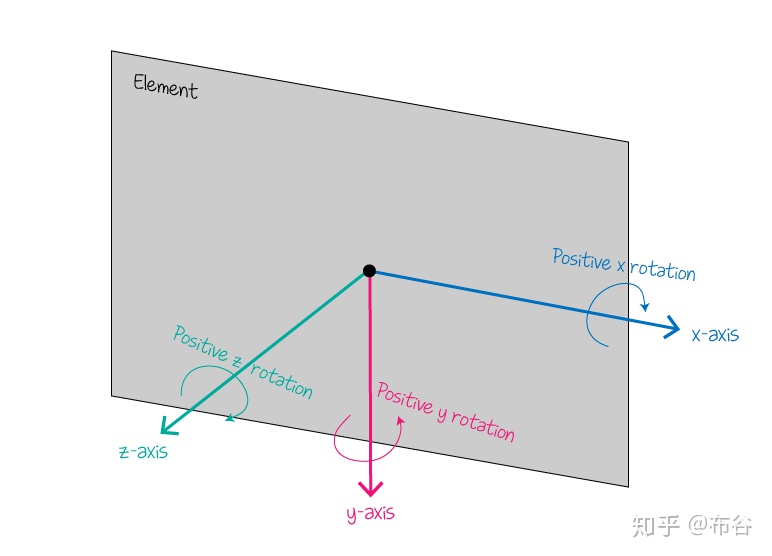 Element
Positive x rotation
x-axis
Positive z rotation
Positive y rotation
z-axis
y-axis
知乎 @布谷